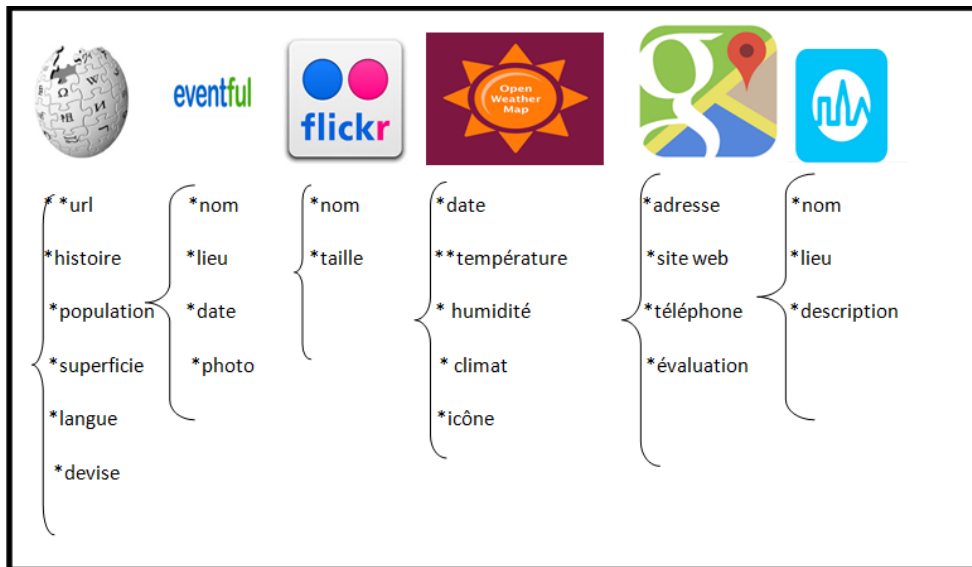 eventful
flickr
Open
Weather
Map
* *url
*histoire
*population
*superficie
*langue
*devise
*nom
*lieu
*date
*photo
*nom
*taille
*date
**température
* humidité
* climat
*icône
*adresse
*site web
*téléphone
*évaluation
*nom
*lieu
*description